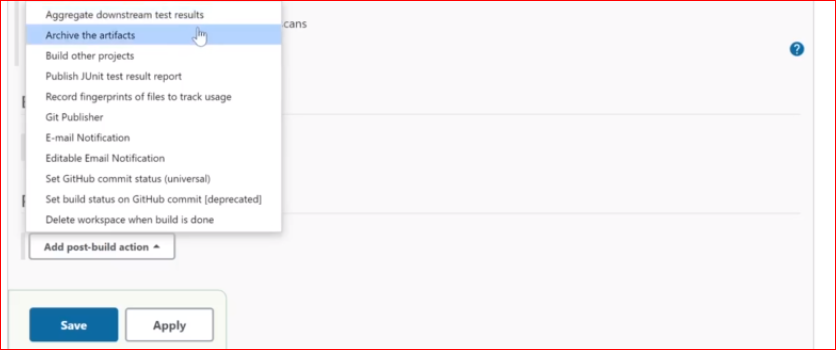 Aggregate downstream test results
cans
Archive the artifacts
Build other projects
?
Publish JUnit test result report
Record fingerprints of files to track usage
Git Publisher
E-mail Notification
Editable Email Notification
Set GitHub commit status (universal)
Set build status on GitHub commit [deprecated]
Delete workspace when build is done
Add post-build action
Save
Apply